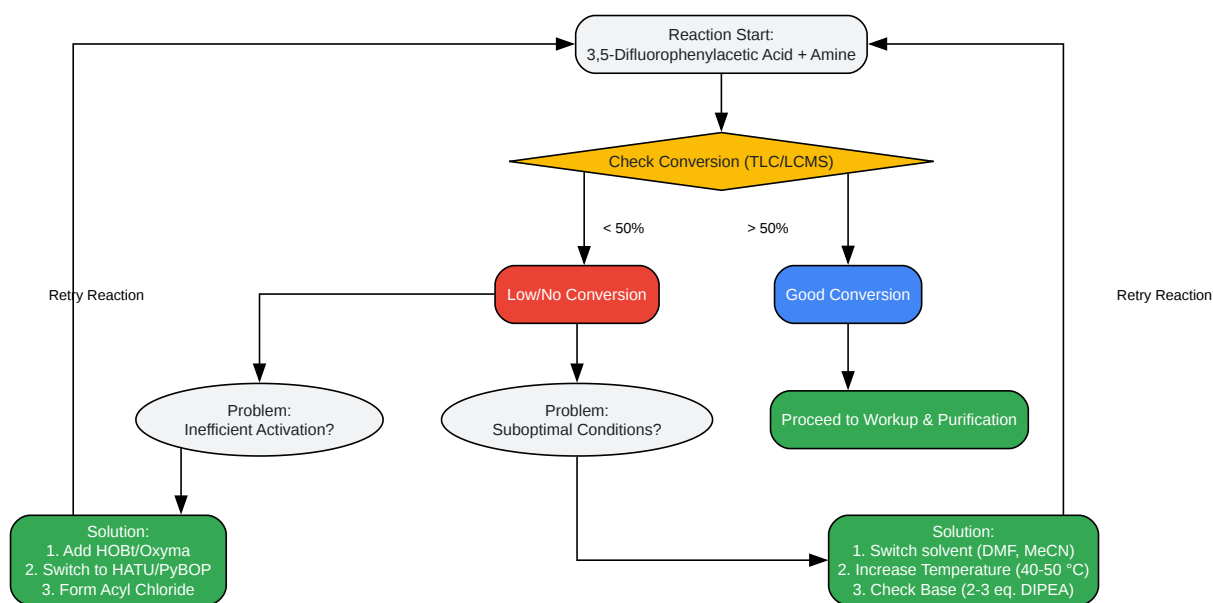 Reaction Start:
3,5-Difluorophenylacetic Acid + Amine
Check Conversion (TLC/LCMS)
< 50%
> 50%
Retry Reaction
Low/No Conversion
Good Conversion
Retry Reaction
Problem:
Inefficient Activation?
Problem:
Suboptimal Conditions?
Proceed to Workup & Purification
Solution:
1. Add HOBt/Oxyma
2. Switch to HATU/PyBOP
3. Form Acyl Chloride
Solution:
1. Switch solvent (DMF, MeCN)
2. Increase Temperature (40-50 °C)
3. Check Base (2-3 eq. DIPEA)